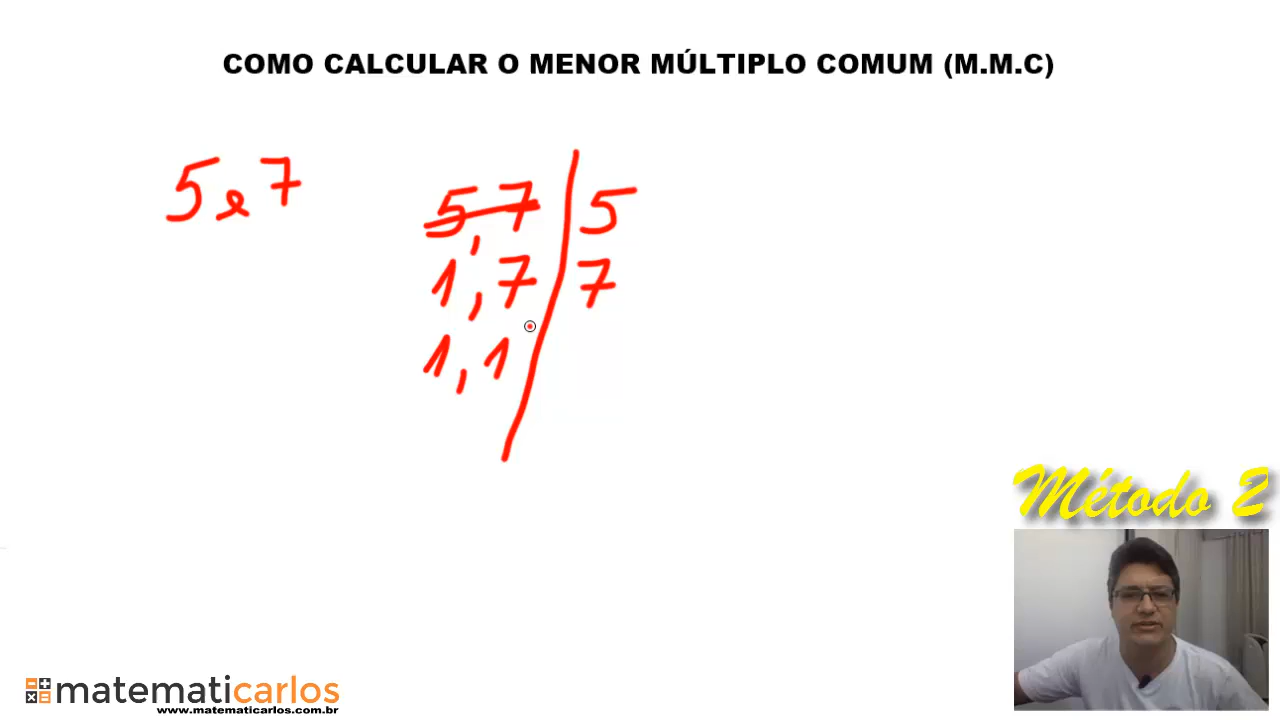 COMO CALCULAR O MENOR MÚLTIPLO COMUM (M.M.C)
5 e 7
5, 7 | 5
1, 7 | 7
1, 1
Método 2
matematicarlos
www.matematicarlos.com.br